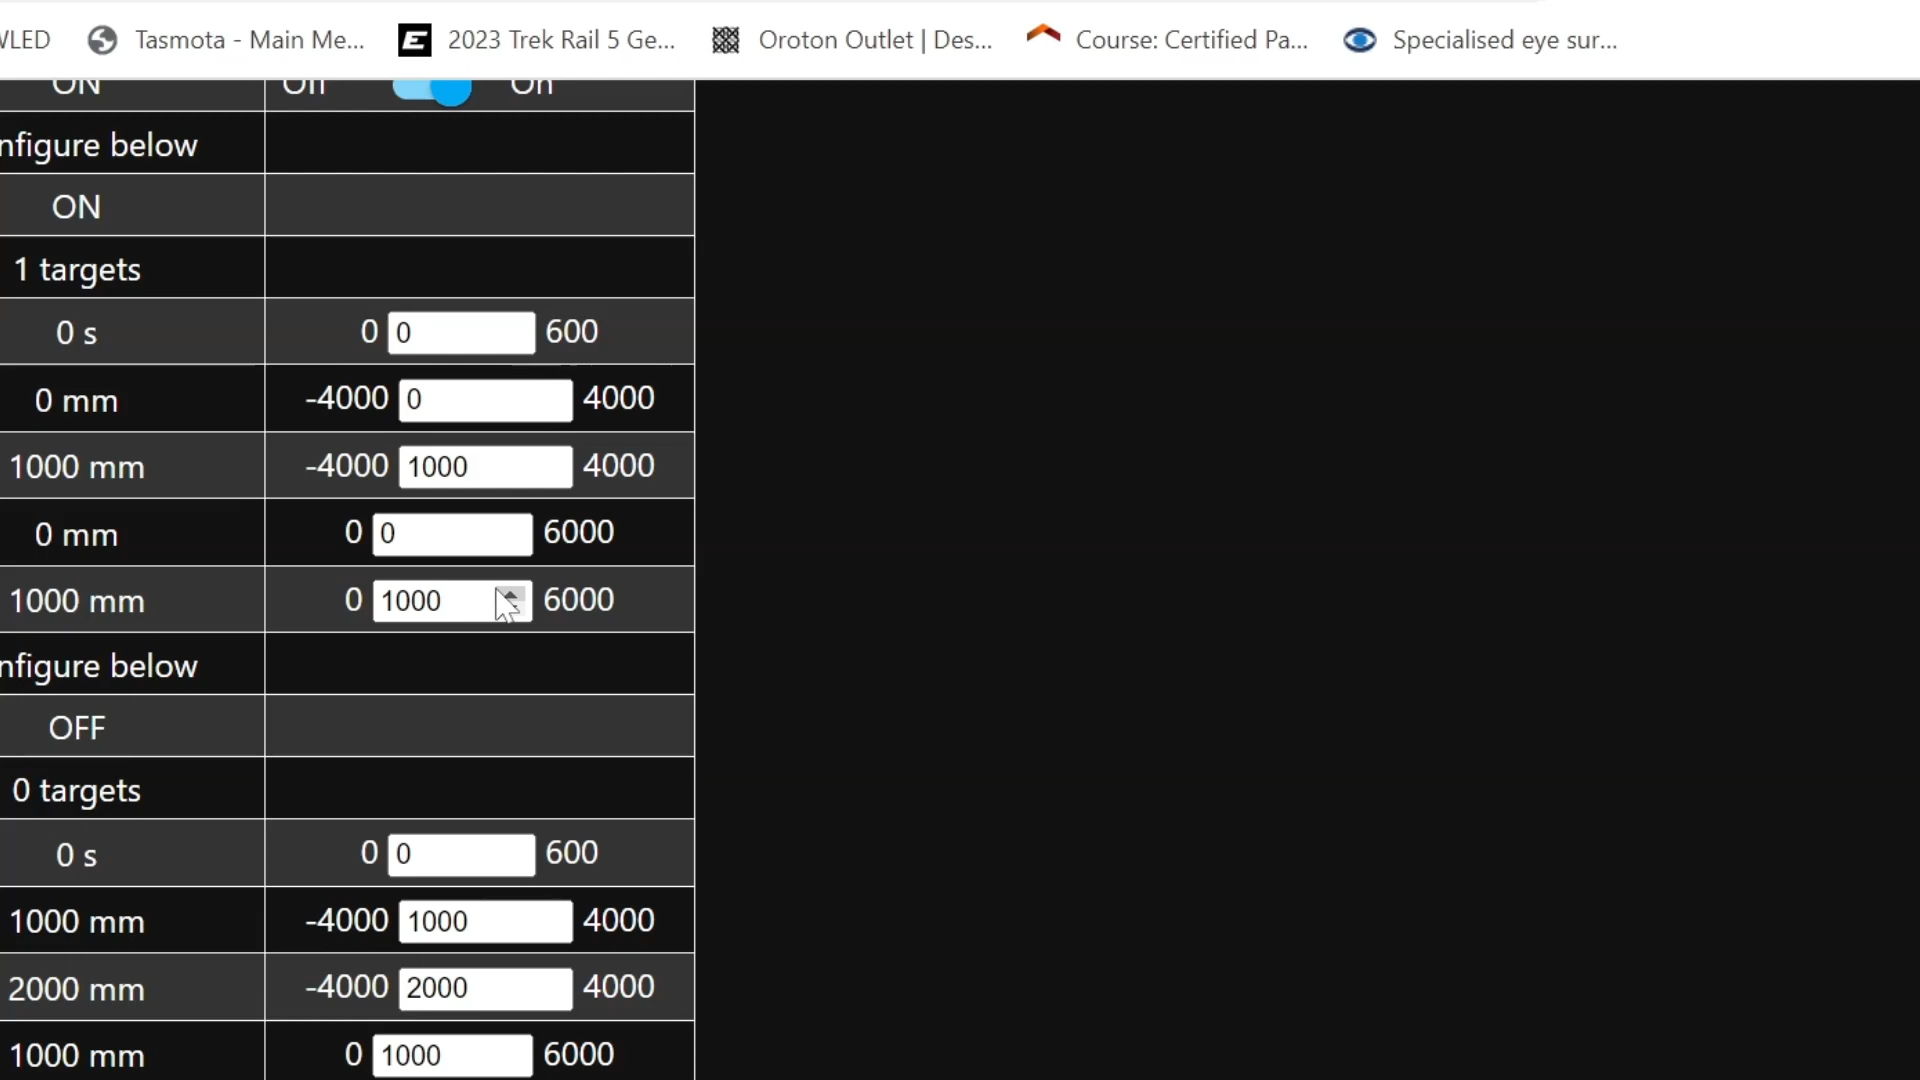 WLED Tasmota - Main Me... 2023 Trek Rail 5 Ge... Oroton Outlet | Des... Course: Certified Pa... Specialised eye sur...
ON Off On
nfigure below
ON
1 targets
0 s 0 0 600
0 mm -4000 0 4000
1000 mm -4000 1000 4000
0 mm 0 0 6000
1000 mm 0 1000 6000
nfigure below
OFF
0 targets
0 s 0 0 600
1000 mm -4000 1000 4000
2000 mm -4000 2000 4000
1000 mm 0 1000 6000